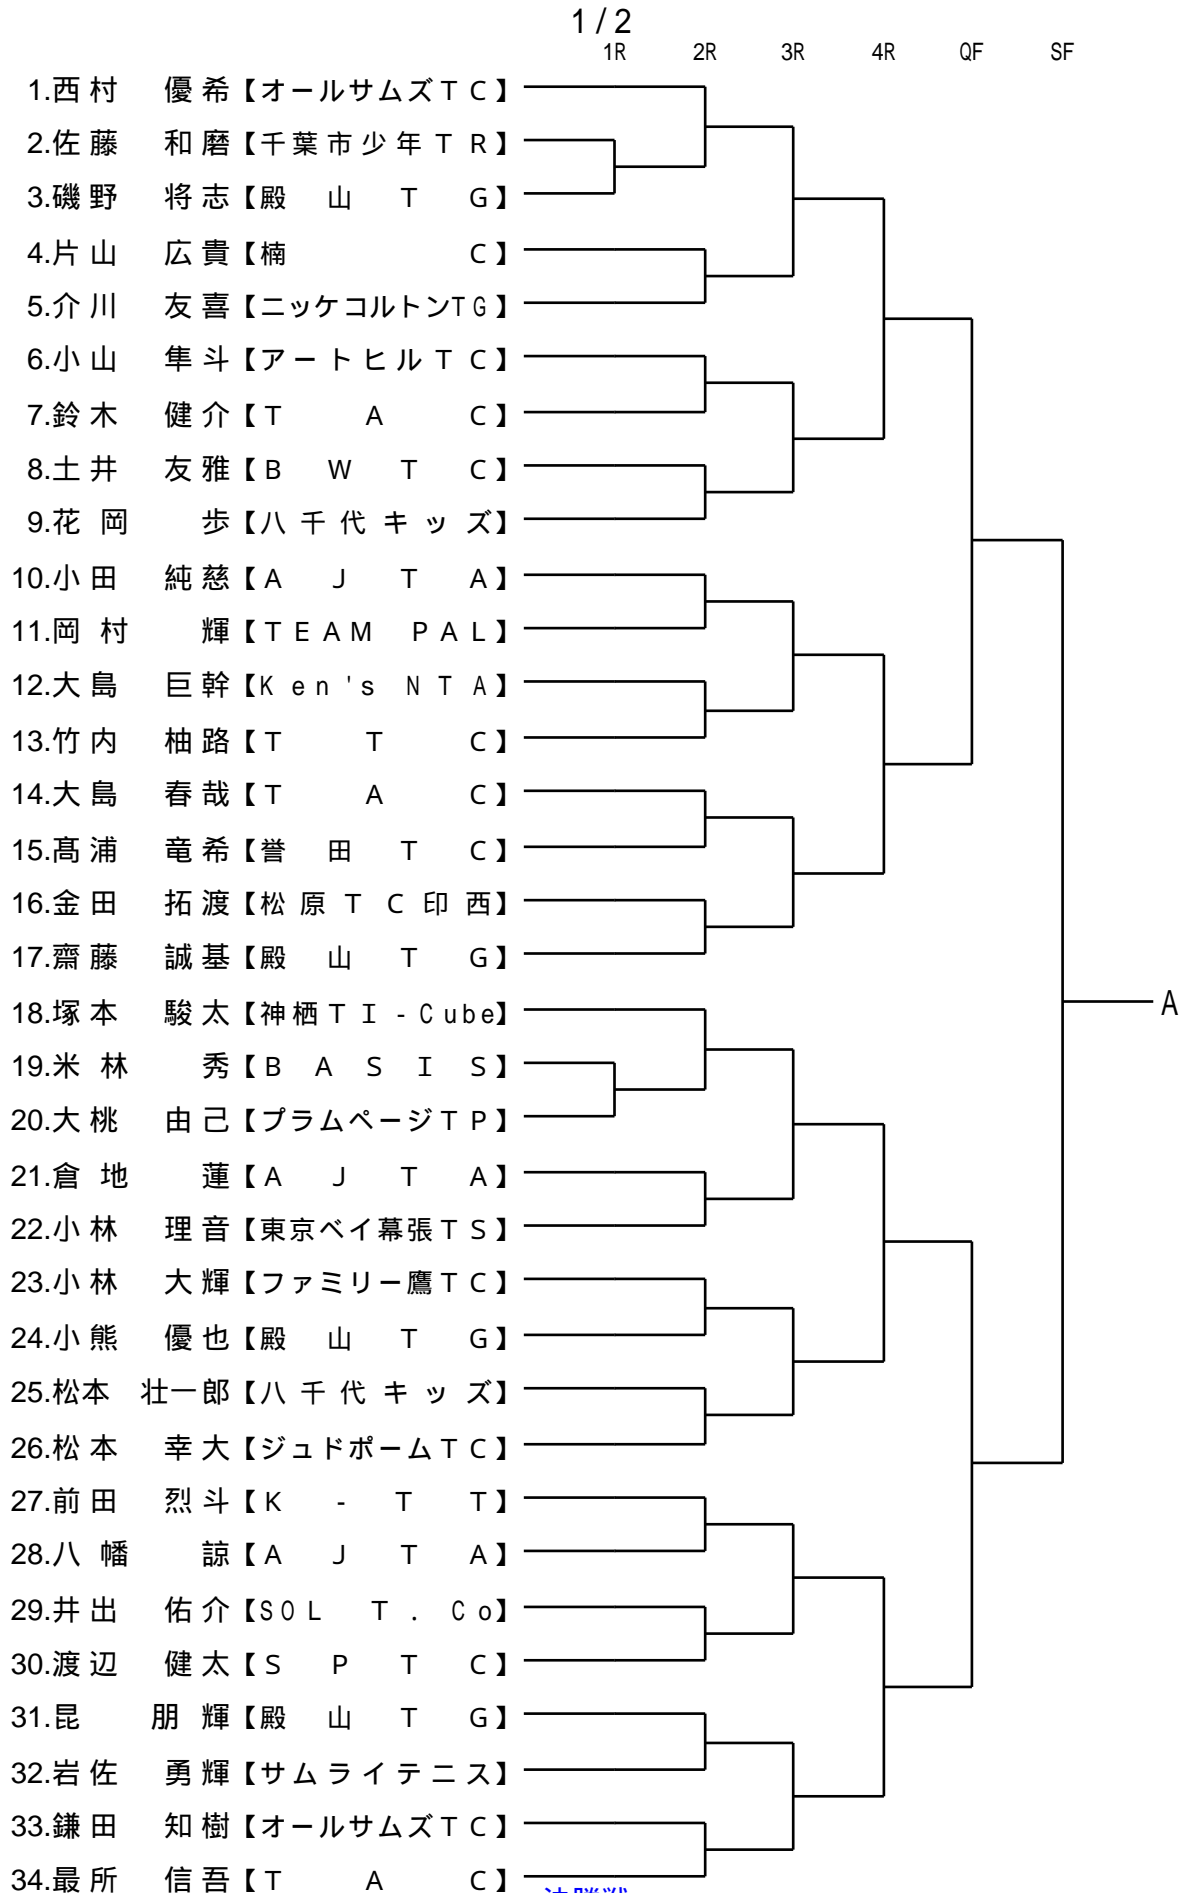 1/2
1R 2R 3R 4R QF SF
1.西村 優希【オールサムズTC】
2.佐藤 和磨【千葉市少年TR】
3.磯野 将志【殿山TG】
4.片山 広貴【楠C】
5.介川 友喜【ニッケコルトンTG】
6.小山 隼斗【アートヒルTC】
7.鈴木 健介【TAC】
8.土井 友雅【BWTC】
9.花岡 歩【八千代キッズ】
10.小田 純慈【AJTA】
11.岡村 輝【TEAM PAL】
12.大島 巨幹【Ken's NTA】
13.竹内 柚路【TTC】
14.大島 春哉【TAC】
15.髙浦 竜希【誉田TC】
16.金田 拓渡【松原TC印西】
17.齋藤 誠基【殿山TG】
18.塚本 駿太【神栖TI-Cube】
A
19.米林 秀【BASIS】
20.大桃 由己【プラムページTP】
21.倉地 蓮【AJTA】
22.小林 理音【東京ベイ幕張TS】
23.小林 大輝【ファミリー鷹TC】
24.小熊 優也【殿山TG】
25.松本 壮一郎【八千代キッズ】
26.松本 幸大【ジュドポームTC】
27.前田 烈斗【K-TT】
28.八幡 諒【AJTA】
29.井出 佑介【SOL T.Co】
30.渡辺 健太【SPTC】
31.昆 朋輝【殿山TG】
32.岩佐 勇輝【サムライテニス】
33.鎌田 知樹【オールサムズTC】
34.最所 信吾【TAC】